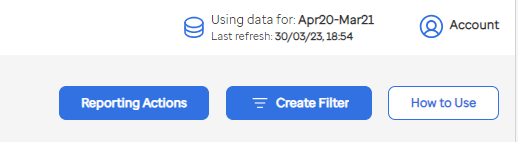 Using data for: Apr20-Mar21
Last refresh: 30/03/23, 18:54
Account
Reporting Actions
Create Filter
How to Use